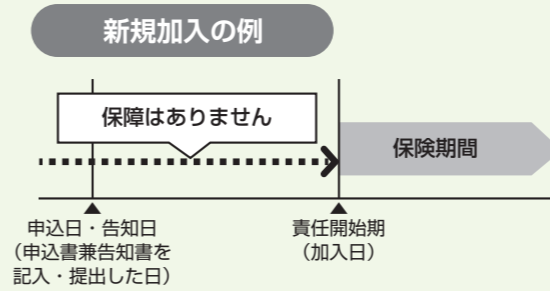 新規加入の例
保障はありません
保険期間
申込日・告知日
（申込書兼告知書を
記入・提出した日）
責任開始期
（加入日）